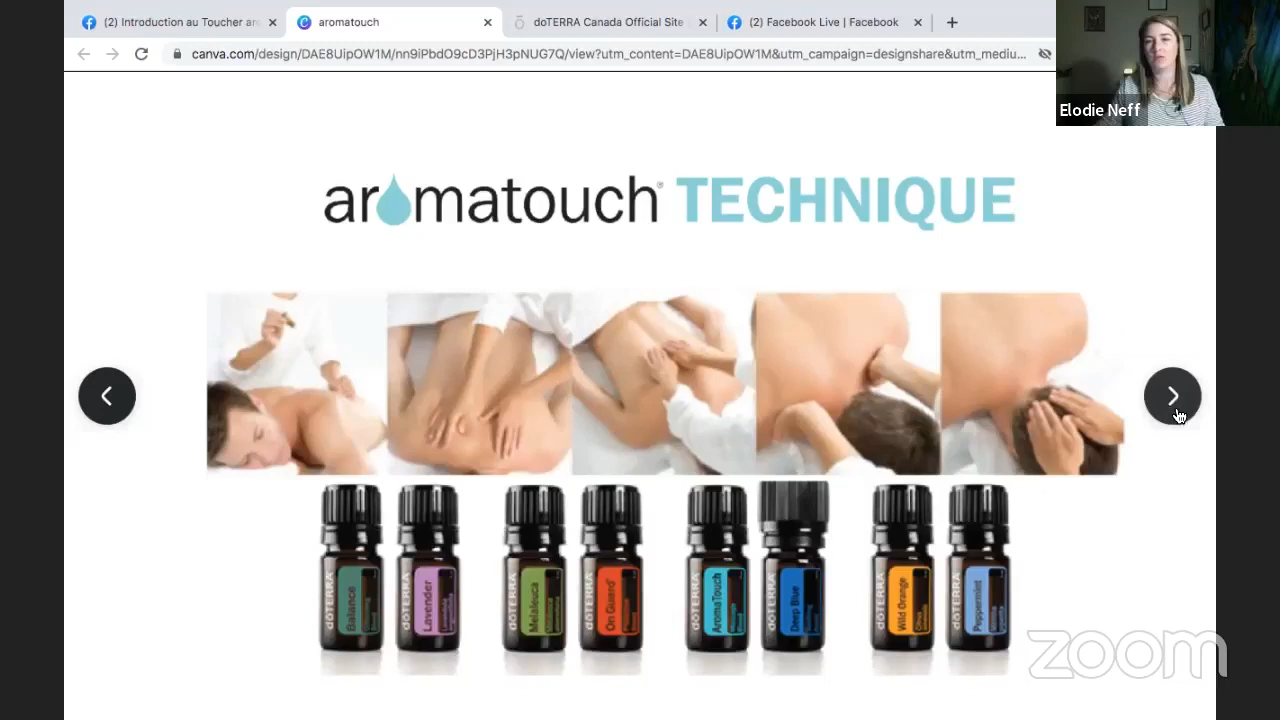 (2) Introduction au Toucher aro
aromatouch
doTERRA Canada Official Site
(2) Facebook Live | Facebook
canva.com/design/DAE8UipOW1M/nn9iPbdO9cD3PjH3pNUG7Q/view?utm_content=DAE8UipOW1M&utm_campaign=designshare&utm_mediu...
Elodie Neff
aromatouch® TECHNIQUE
dōTERRA Balance
dōTERRA Lavender
dōTERRA Melaleuca
dōTERRA On Guard
dōTERRA AromaTouch
dōTERRA Deep Blue
dōTERRA Wild Orange
dōTERRA Peppermint
zoom